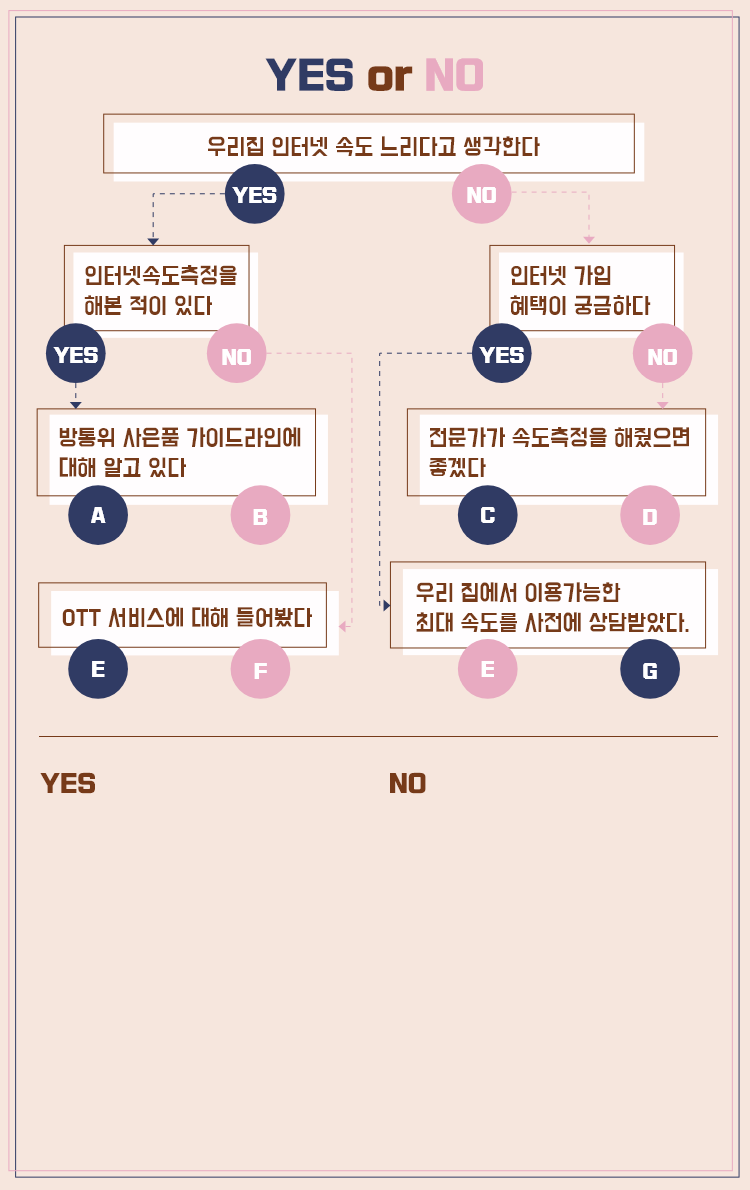 YES or NO
우리집 인터넷 속도 느리다고 생각한다
YES
NO
인터넷속도측정을
해본 적이 있다
YES
NO
인터넷 가입
혜택이 궁금하다
YES
NO
방통위 사은품 가이드라인에
대해 알고 있다
A
B
전문가가 속도측정을 해줬으면
좋겠다
C
D
OTT 서비스에 대해 들어봤다
E
F
우리 집에서 이용가능한
최대 속도를 사전에 상담받았다.
E
G
YES
NO